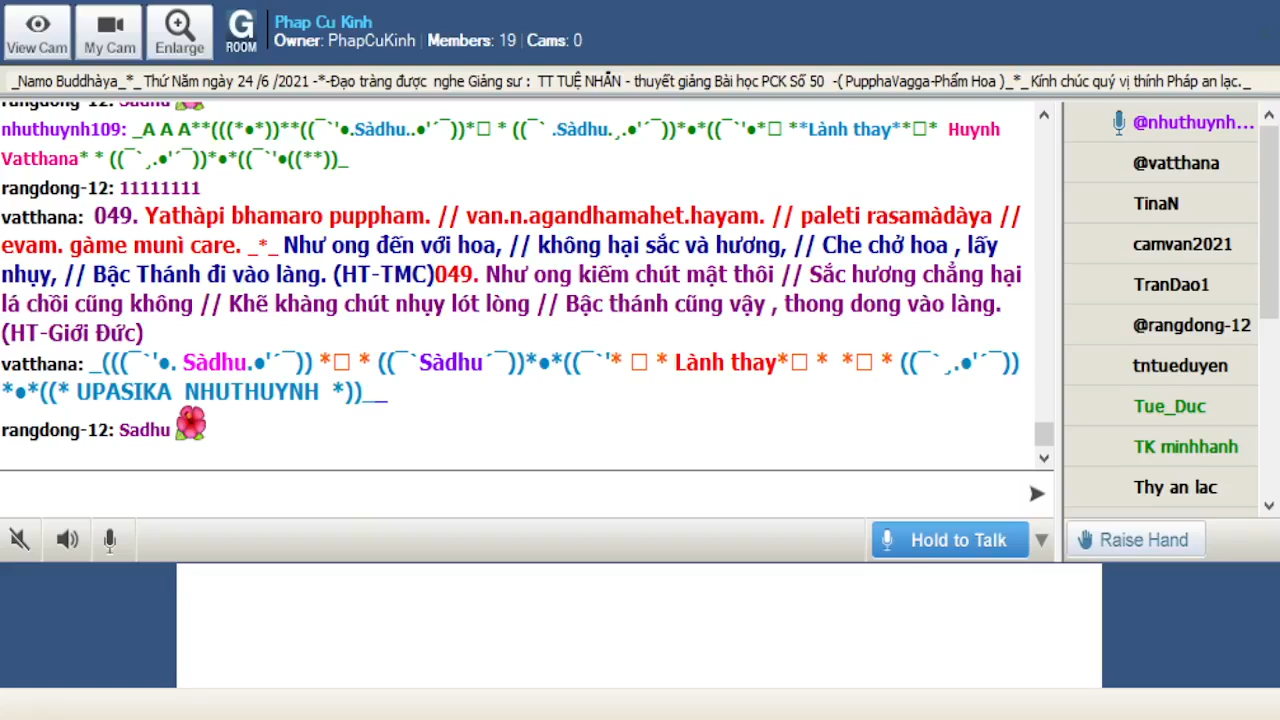 View Cam
My Cam
Enlarge
G
ROOM
Phap Cu Kinh
Owner: PhapCuKinh | Members: 19 | Cams: 0
_Namo Buddhàya_*_ Thứ Năm ngày 24 /6 /2021 -*-Đạo tràng được nghe Giảng sư : TT TUỆ NHẪN - thuyết giảng Bài học PCK Số 50 -( PupphaVagga-Phẩm Hoa )_*_ Kính chúc quý vị thính Pháp an lạc._
rangdong-12: Sadhu
nhuthuynh109: _A A A**(((*●*))**((¯`'●.Sàdhu..●'´¯))*□ * ((¯` .Sàdhu.¸.●'´¯))*●*((¯`'●*□ **Lành thay**□* Huynh
Vatthana* * ((¯`¸.●'´¯))*●*((¯`'●((**))_
rangdong-12: 11111111
vatthana: 049. Yathàpi bhamaro puppham. // van.n.agandhamahet.hayam. // paleti rasamàdàya //
evam. gàme munì care. _*_ Như ong đến với hoa, // không hại sắc và hương, // Che chở hoa , lấy
nhụy, // Bậc Thánh đi vào làng. (HT-TMC)049. Như ong kiếm chút mật thôi // Sắc hương chẳng hại
lá chồi cũng không // Khẽ khàng chút nhụy lót lòng // Bậc thánh cũng vậy , thong dong vào làng.
(HT-Giới Đức)
vatthana: _(((¯`'●. Sàdhu.●'´¯)) *□ * ((¯`Sàdhu´¯))*●*((¯`'* □ * Lành thay*□ * *□ * ((¯`¸.●'´¯))
*●*((* UPASIKA NHUTHUYNH *))__
rangdong-12: Sadhu
@nhuthuynh...
@vatthana
TinaN
camvan2021
TranDao1
@rangdong-12
tntueduyen
Tue_Duc
TK minhhanh
Thy an lac
Hold to Talk
Raise Hand